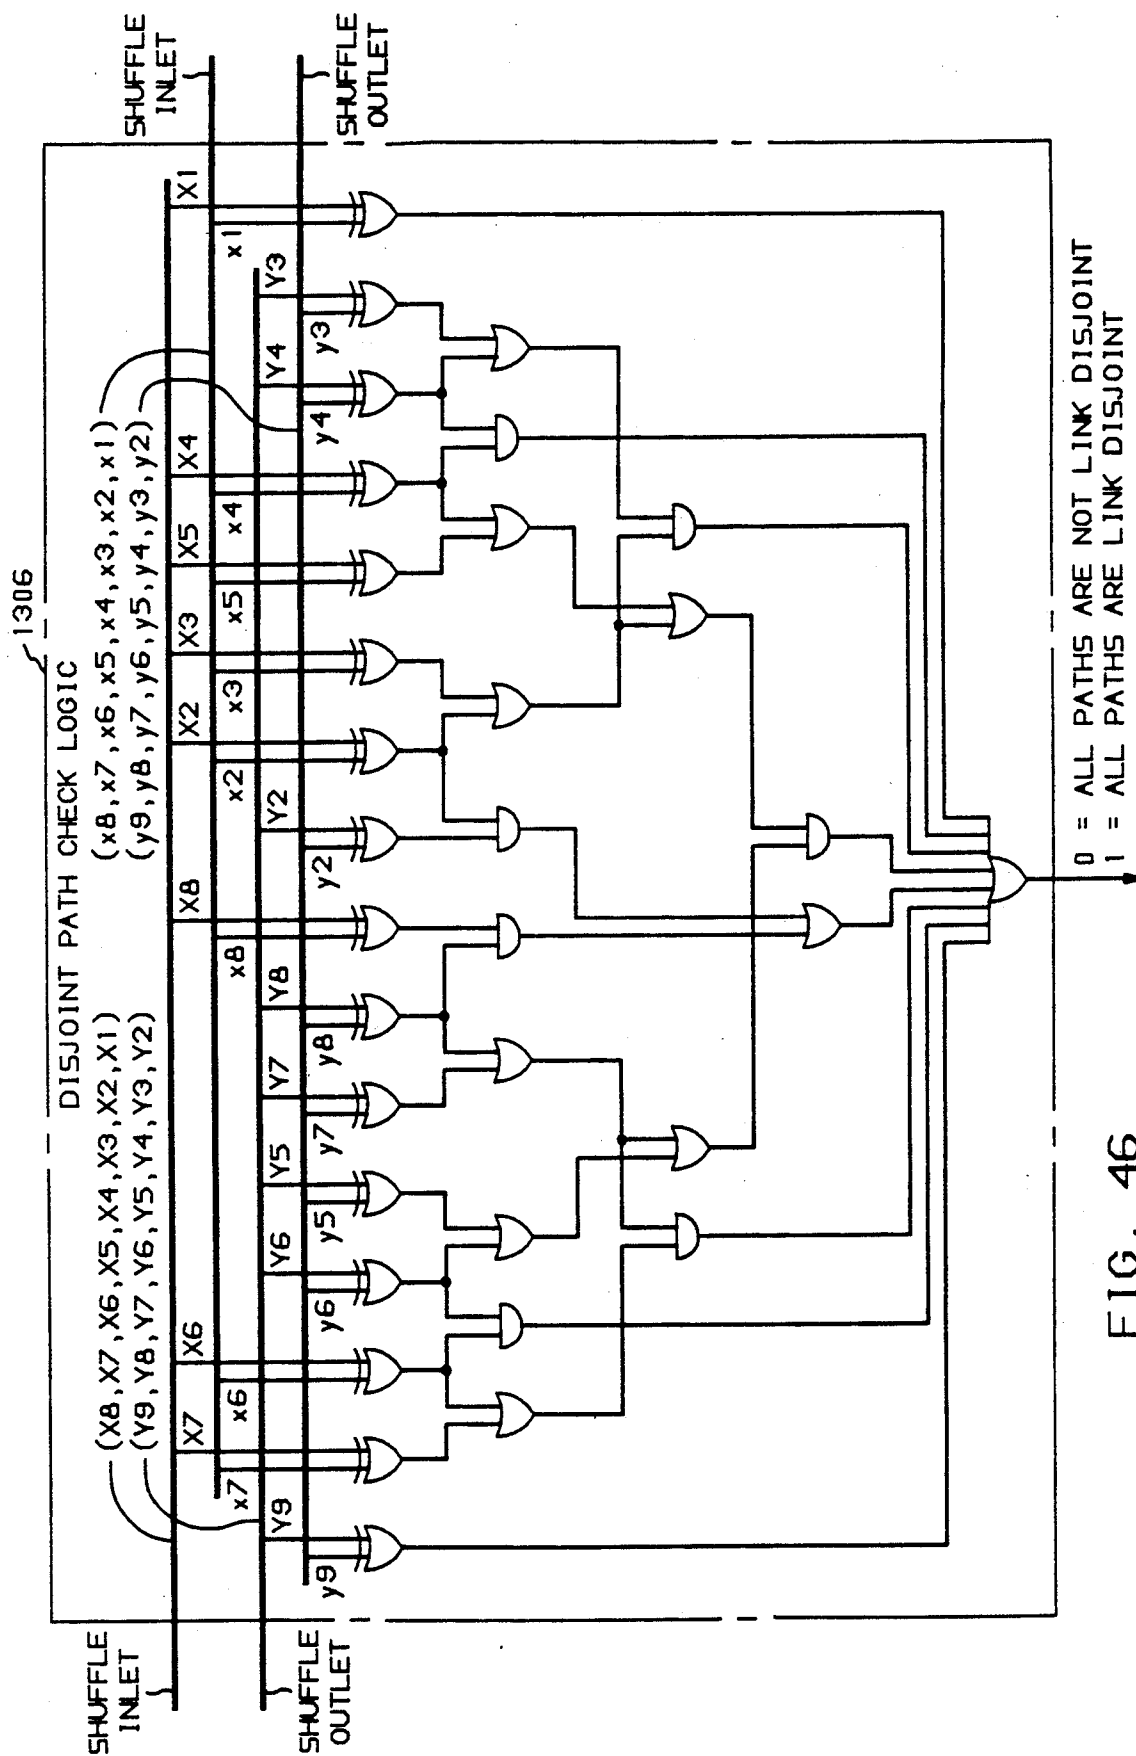 1306
DISJOINT PATH CHECK LOGIC
SHUFFLE
INLET
(X8,X7,X6,X5,X4,X3,X2,X1)
(Y9,Y8,Y7,Y6,Y5,Y4,Y3,Y2)
(x8,x7,x6,x5,x4,x3,x2,x1)
(y9,y8,y7,y6,y5,y4,y3,y2)
SHUFFLE
INLET
X7 X6 X8 X2 X3 X5 X4 X1
x7 x6 x8 x2 x3 x5 x4 x1
Y9 Y6 Y5 Y7 Y8 Y2 Y4 Y3
y9 y6 y5 y7 y8 y2 y4 y3
SHUFFLE
OUTLET
SHUFFLE
OUTLET
0 = ALL PATHS ARE NOT LINK DISJOINT
1 = ALL PATHS ARE LINK DISJOINT
FIG. 46